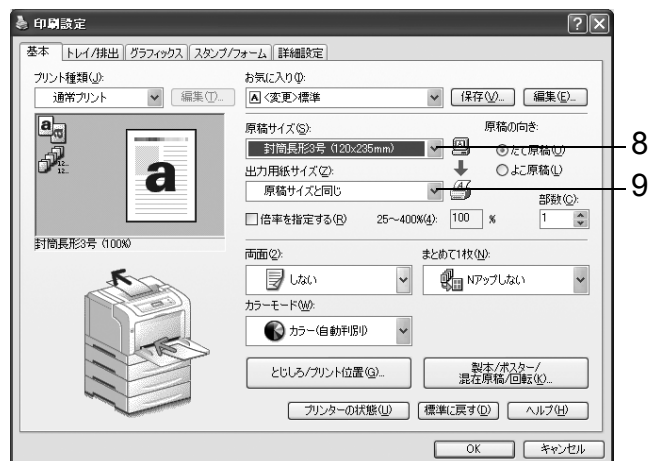 印刷設定
基本 トレイ/排出 グラフィックス スタンプ/フォーム 詳細設定
プリント種類(J):
通常プリント 編集(T)...
お気に入り(I):
<変更>標準 保存(V)... 編集(E)...
原稿サイズ(S):
封筒長形3号 (120x235mm)
8
原稿の向き:
たて原稿(U)
よこ原稿(L)
出力用紙サイズ(Z):
原稿サイズと同じ
9
倍率を指定する(R) 25～400%(4): 100 %
部数(C):
1
封筒長形3号 (100%)
両面(2):
しない
まとめて1枚(N):
Nアップしない
カラーモード(W):
カラー(自動判別)
とじしろ/プリント位置(G)...
製本/ポスター/
混在原稿/回転(K)...
プリンターの状態(U) 標準に戻す(D) ヘルプ(H)
OK キャンセル